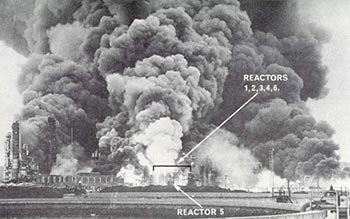 REACTORS
1,2,3,4,6.
REACTOR 5